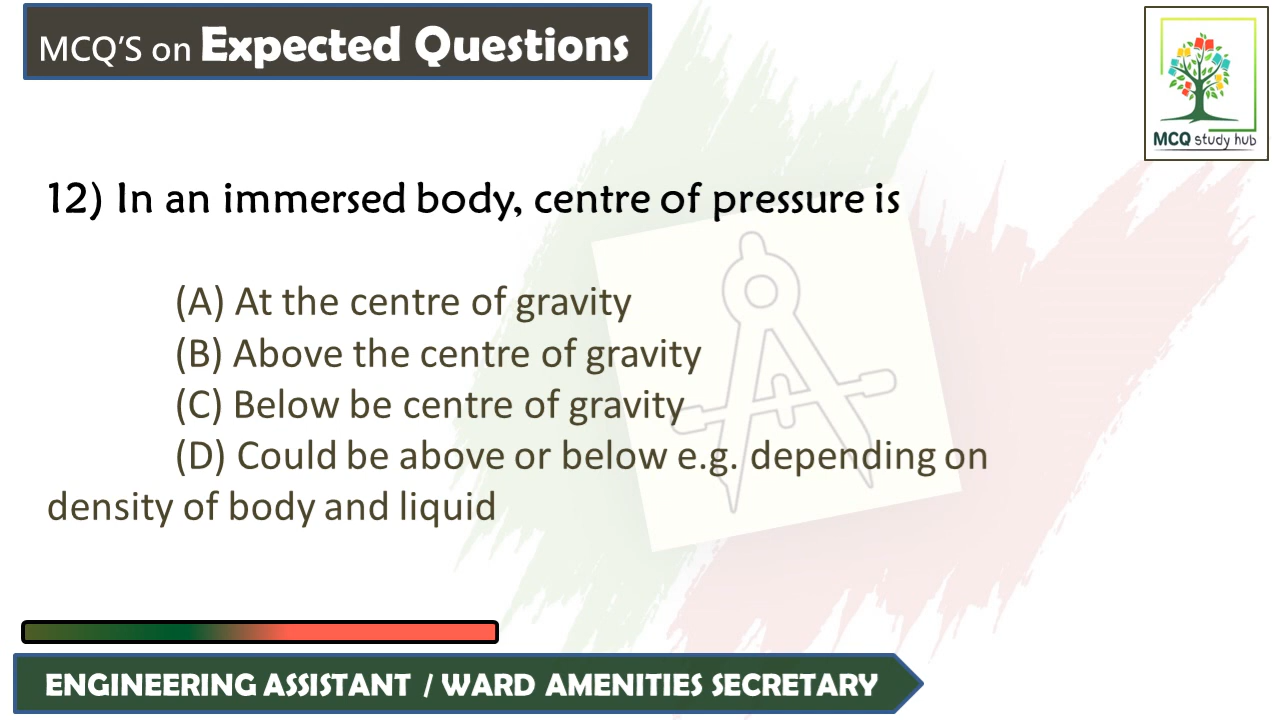 MCQ'S on Expected Questions
MCQ study hub
12) In an immersed body, centre of pressure is
(A) At the centre of gravity
(B) Above the centre of gravity
(C) Below be centre of gravity
(D) Could be above or below e.g. depending on
density of body and liquid
ENGINEERING ASSISTANT / WARD AMENITIES SECRETARY